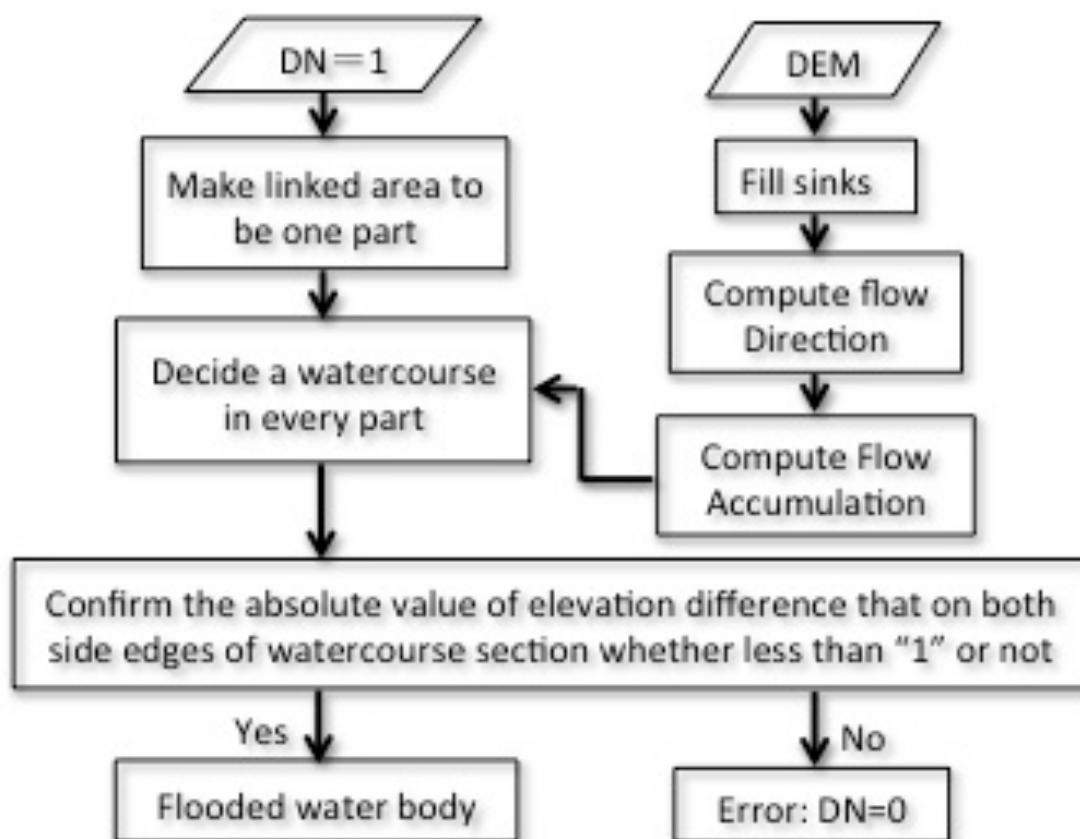 DN＝1
Make linked area to
be one part
Decide a watercourse
in every part
DEM
Fill sinks
Compute flow
Direction
Compute Flow
Accumulation
Confirm the absolute value of elevation difference that on both
side edges of watercourse section whether less than “1” or not
Yes
No
Flooded water body
Error: DN=0